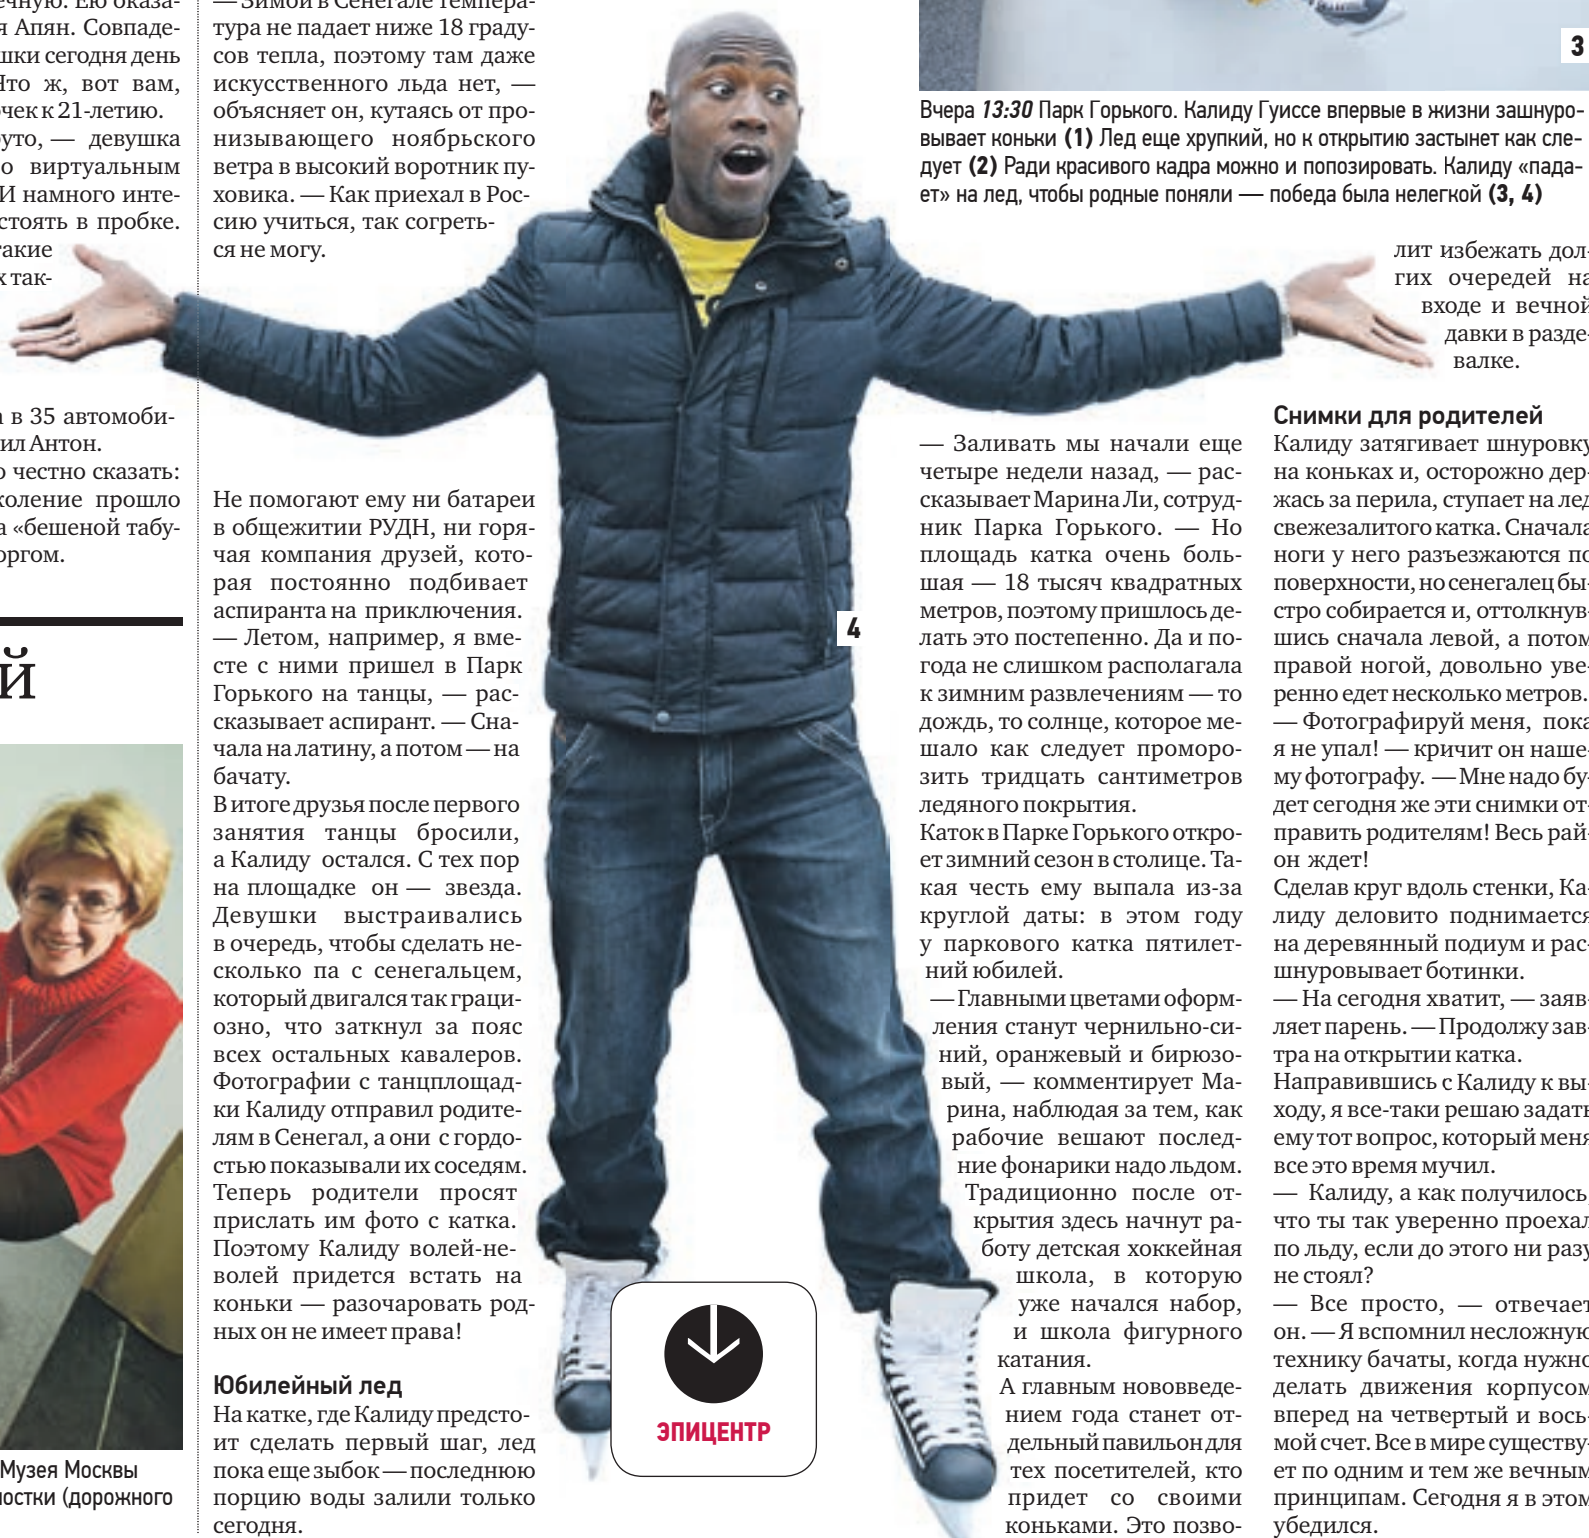 ечную. Ею оказа-
я Апян. Совпаде-
шки сегодня день
Что ж, вот вам,
очек к 21-летию.
руто, — девушка
о виртуальным
И намного инте-
стоять в пробке.
такие
х так-
а в 35 автомоби-
ил Антон.
о честно сказать:
коление прошло
а «бешеной табу-
оргом.
й
Музея Москвы
мостки (дорожного
— Зимой в Сенегале темпера-
тура не падает ниже 18 граду-
сов тепла, поэтому там даже
искусственного льда нет, —
объясняет он, кутаясь от про-
низывающего ноябрьского
ветра в высокий воротник пу-
ховика. — Как приехал в Рос-
сию учиться, так согреть-
ся не могу.
Не помогают ему ни батареи
в общежитии РУДН, ни горя-
чая компания друзей, кото-
рая постоянно подбивает
аспиранта на приключения.
— Летом, например, я вме-
сте с ними пришел в Парк
Горького на танцы, — рас-
сказывает аспирант. — Сна-
чала на латину, а потом — на
бачату.
В итоге друзья после первого
занятия танцы бросили,
а Калиду остался. С тех пор
на площадке он — звезда.
Девушки выстраивались
в очередь, чтобы сделать не-
сколько па с сенегальцем,
который двигался так граци-
озно, что заткнул за пояс
всех остальных кавалеров.
Фотографии с танцплощад-
ки Калиду отправил родите-
лям в Сенегал, а они с гордо-
стью показывали их соседям.
Теперь родители просят
прислать им фото с катка.
Поэтому Калиду волей-не-
волей придется встать на
коньки — разочаровать род-
ных он не имеет права!
Юбилейный лед
На катке, где Калиду предсто-
ит сделать первый шаг, лед
пока еще зыбок — последнюю
порцию воды залили только
сегодня.
4
ЭПИЦЕНТР
3
Вчера 13:30 Парк Горького. Калиду Гуиссе впервые в жизни зашнуро-
вывает коньки (1) Лед еще хрупкий, но к открытию застынет как сле-
дует (2) Ради красивого кадра можно и попозировать. Калиду «пада-
ет» на лед, чтобы родные поняли — победа была нелегкой (3, 4)
— Заливать мы начали еще
четыре недели назад, — рас-
сказывает Марина Ли, сотруд-
ник Парка Горького. — Но
площадь катка очень боль-
шая — 18 тысяч квадратных
метров, поэтому пришлось де-
лать это постепенно. Да и по-
года не слишком располагала
к зимним развлечениям — то
дождь, то солнце, которое ме-
шало как следует проморо-
зить тридцать сантиметров
ледяного покрытия.
Каток в Парке Горького откро-
ет зимний сезон в столице. Та-
кая честь ему выпала из-за
круглой даты: в этом году
у паркового катка пятилет-
ний юбилей.
— Главными цветами оформ-
ления станут чернильно-си-
ний, оранжевый и бирюзо-
вый, — комментирует Ма-
рина, наблюдая за тем, как
рабочие вешают послед-
ние фонарики надо льдом.
Традиционно после от-
крытия здесь начнут ра-
боту детская хоккейная
школа, в которую
уже начался набор,
и школа фигурного
катания.
А главным нововведе-
нием года станет от-
дельный павильон для
тех посетителей, кто
придет со своими
коньками. Это позво-
лит избежать дол-
гих очередей на
входе и вечной
давки в разде-
валке.
Снимки для родителей
Калиду затягивает шнуровку
на коньках и, осторожно дер-
жась за перила, ступает на лед
свежезалитого катка. Сначала
ноги у него разъезжаются по
поверхности, но сенегалец бы-
стро собирается и, оттолкнув-
шись сначала левой, а потом
правой ногой, довольно уве-
ренно едет несколько метров.
— Фотографируй меня, пока
я не упал! — кричит он наше-
му фотографу. — Мне надо бу-
дет сегодня же эти снимки от-
править родителям! Весь рай-
он ждет!
Сделав круг вдоль стенки, Ка-
лиду деловито поднимается
на деревянный подиум и рас-
шнуровывает ботинки.
— На сегодня хватит, — заяв-
ляет парень. — Продолжу зав-
тра на открытии катка.
Направившись с Калиду к вы-
ходу, я все-таки решаю задать
ему тот вопрос, который меня
все это время мучил.
— Калиду, а как получилось,
что ты так уверенно проехал
по льду, если до этого ни разу
не стоял?
— Все просто, — отвечает
он. — Я вспомнил несложную
технику бачаты, когда нужно
делать движения корпусом
вперед на четвертый и вось-
мой счет. Все в мире существу-
ет по одним и тем же вечным
принципам. Сегодня я в этом
убедился.